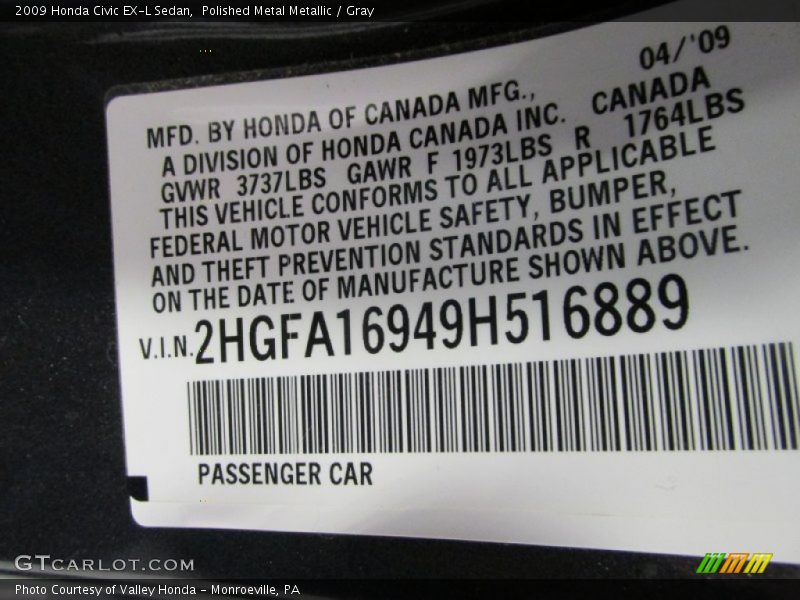 2009 Honda Civic EX-L Sedan,  Polished Metal Metallic / Gray
04/'09
MFD. BY HONDA OF CANADA MFG.,
A DIVISION OF HONDA CANADA INC. CANADA
GVWR 3737LBS GAWR F 1973LBS R 1764LBS
THIS VEHICLE CONFORMS TO ALL APPLICABLE
FEDERAL MOTOR VEHICLE SAFETY, BUMPER,
AND THEFT PREVENTION STANDARDS IN EFFECT
ON THE DATE OF MANUFACTURE SHOWN ABOVE.
V.I.N. 2HGFA16949H516889
PASSENGER CAR
GTCARLOT.COM
Photo Courtesy of Valley Honda - Monroeville, PA